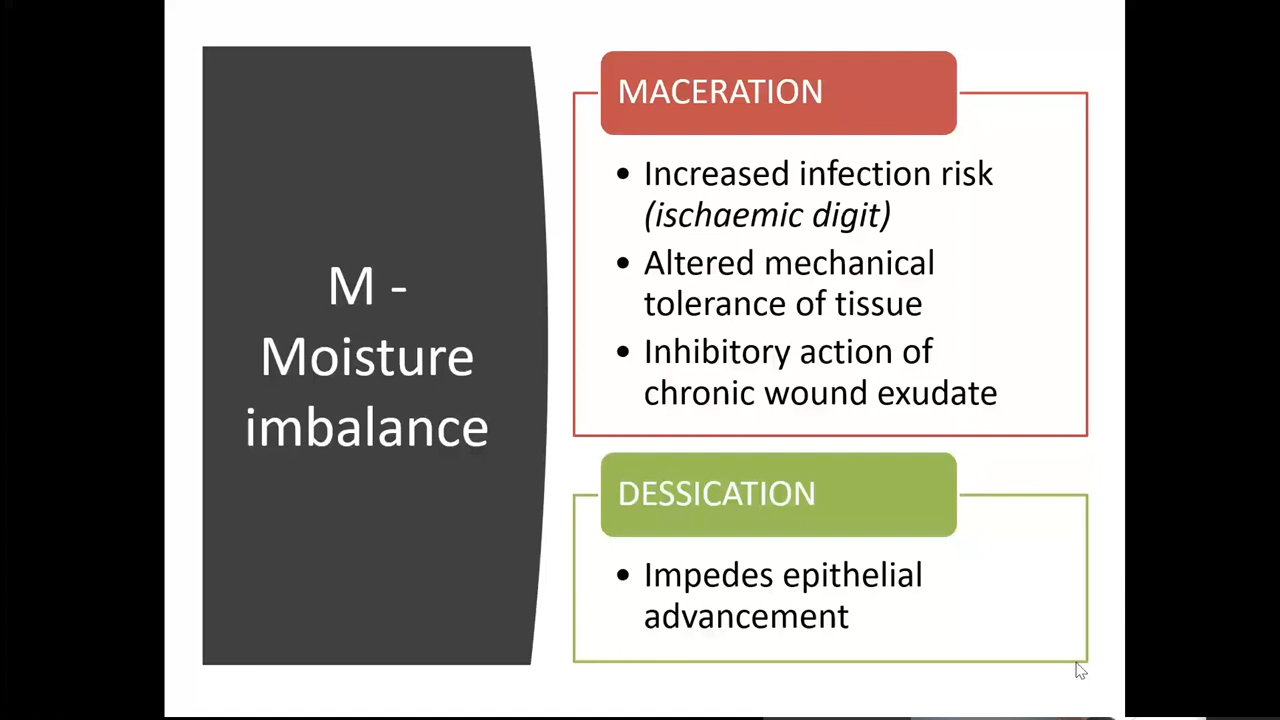 M -
Moisture
imbalance
MACERATION
• Increased infection risk
(ischaemic digit)
• Altered mechanical
tolerance of tissue
• Inhibitory action of
chronic wound exudate
DESSICATION
• Impedes epithelial
advancement